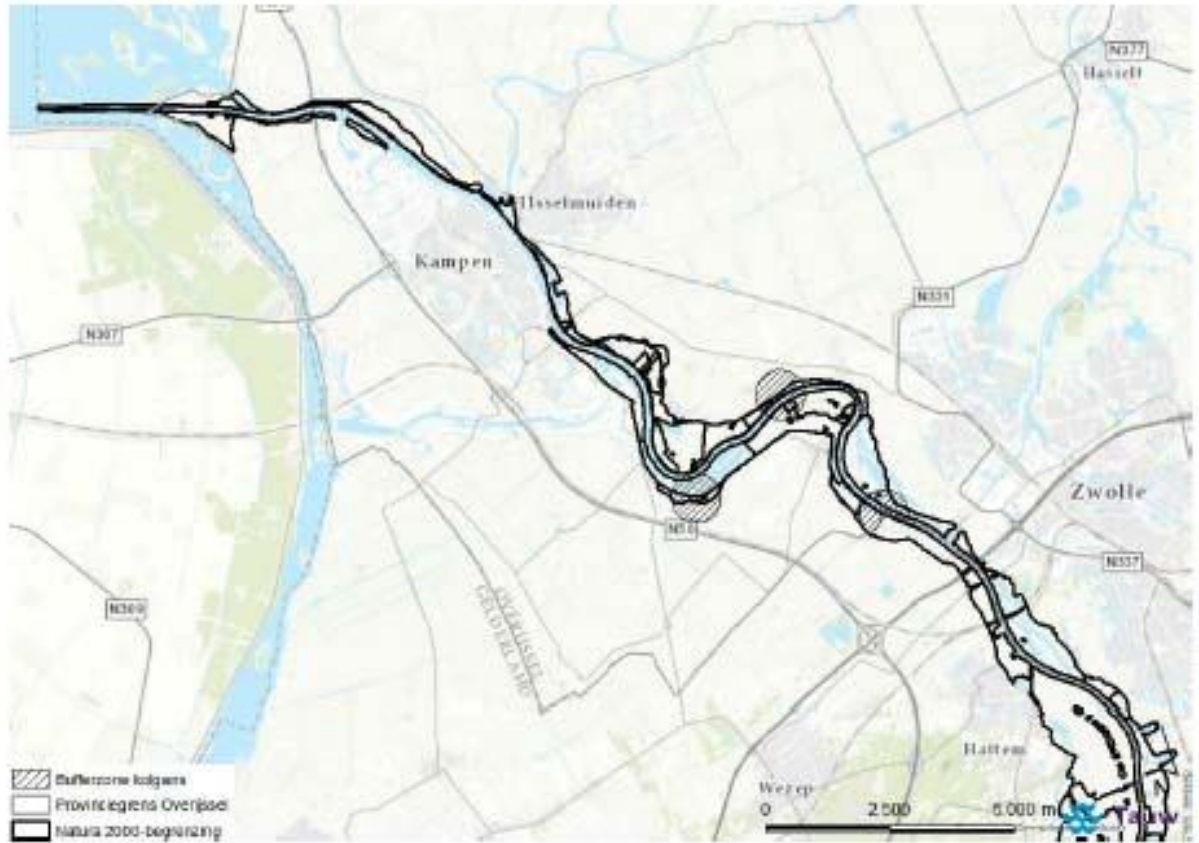 N377
Hasselt
IJsselmuiden
Kampen
N331
N307
Zwolle
N50
N337
N309
OVERIJSSEL
GELDERLAND
Hattem
Wezep
0 2.500 5.000 m
Bufferzone kolgans
Provinciegrens Overijssel
Natura 2000-begrenzing
Tauw
N